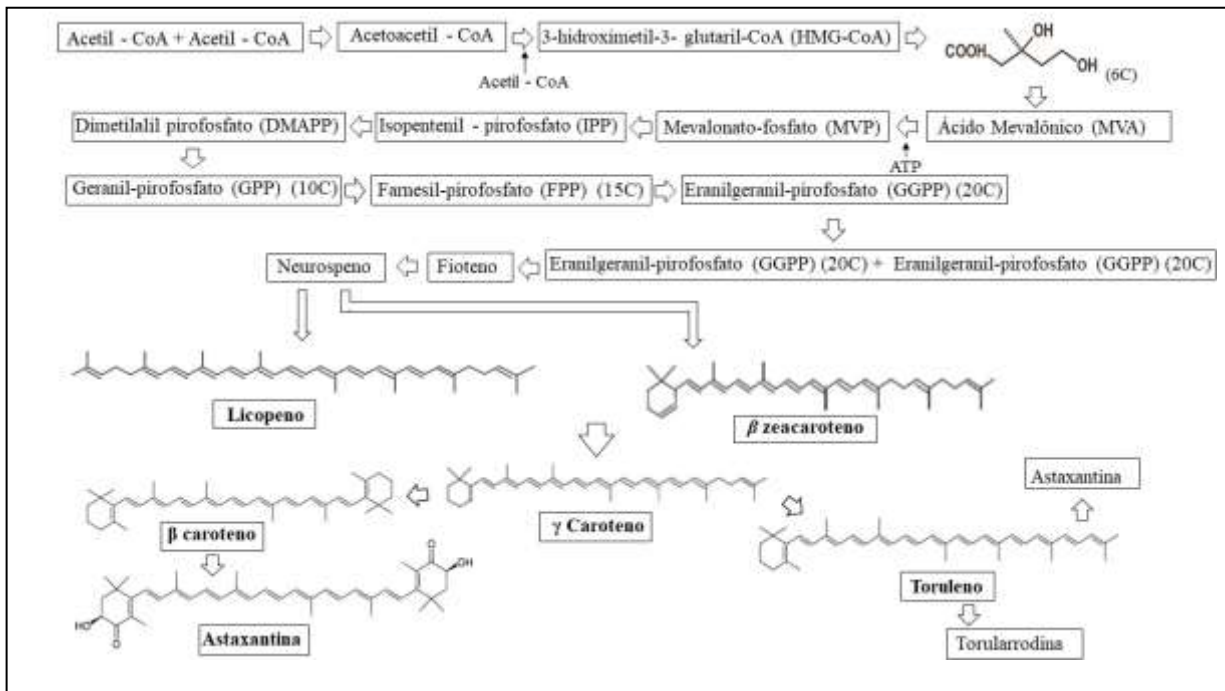 Acetil - CoA + Acetil - CoA
Acetoacetil - CoA
3-hidroximetil-3- glutaril-CoA (HMG-CoA)
COOH
OH
OH
(6C)
Acetil - CoA
Dimetilalil pirofosfato (DMAPP)
Isopentenil - pirofosfato (IPP)
Mevalonato-fosfato (MVP)
Ácido Mevalónico (MVA)
ATP
Geranil-pirofosfato (GPP) (10C)
Farnesil-pirofosfato (FPP) (15C)
Eranilgeranil-pirofosfato (GGPP) (20C)
Neurospeno
Fioteno
Eranilgeranil-pirofosfato (GGPP) (20C) + Eranilgeranil-pirofosfato (GGPP) (20C)
Licopeno
β zeacaroteno
Astaxantina
β caroteno
γ Caroteno
Toruleno
O
OH
HO
O
Astaxantina
Torularrodina